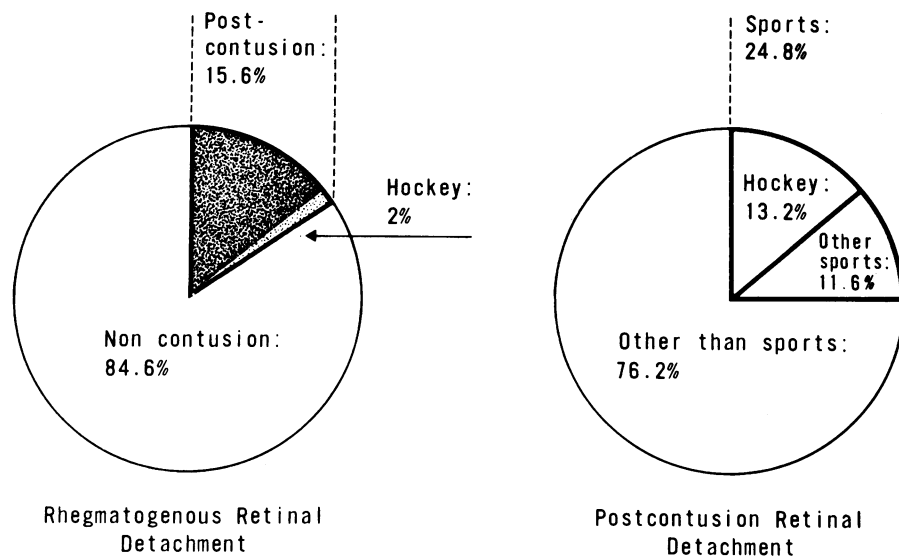 Post-
contusion:
15.6%
Hockey:
2%
Non contusion:
84.6%
Rhegmatogenous Retinal
Detachment
Sports:
24.8%
Hockey:
13.2%
Other
sports:
11.6%
Other than sports:
76.2%
Postcontusion Retinal
Detachment